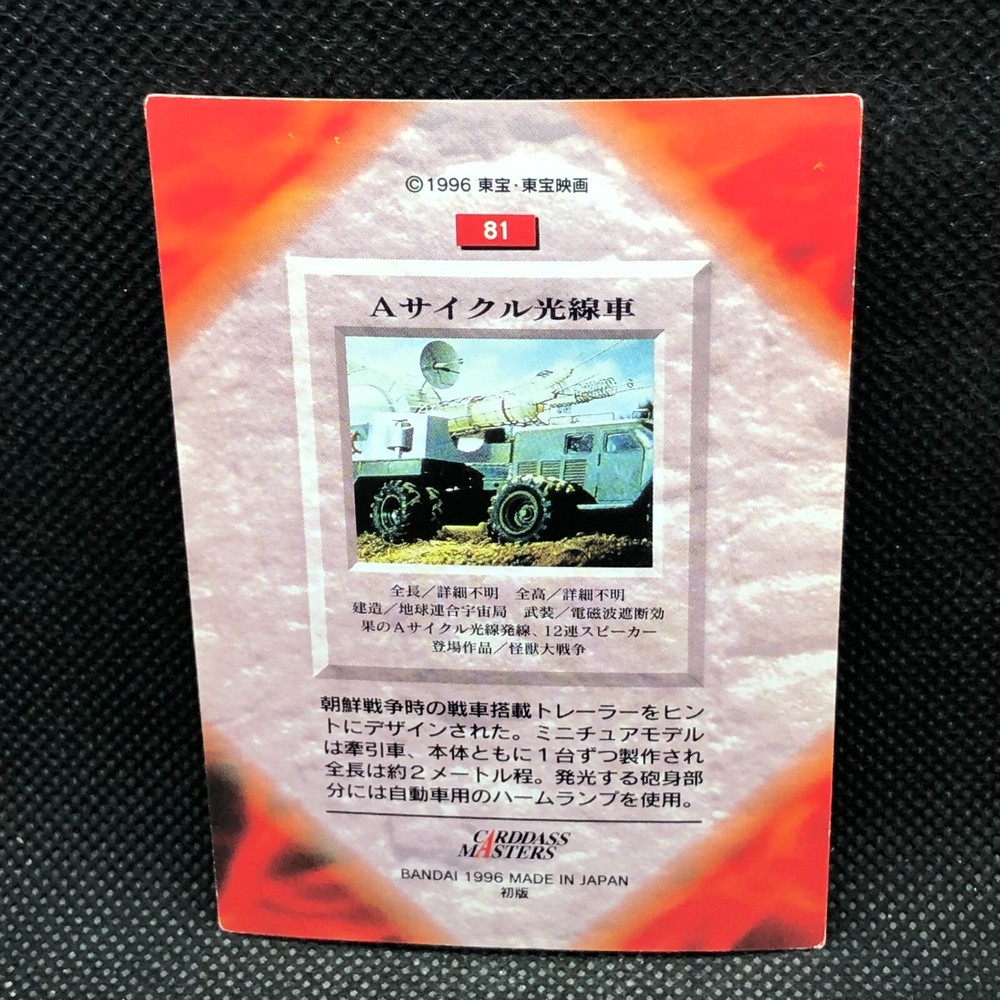 ©1996 東宝・東宝映画
81
Aサイクル光線車
全長／詳細不明　全高／詳細不明
建造／地球連合宇宙局　武装／電磁波遮断効
果のAサイクル光線発線、12連スピーカー
登場作品／怪獣大戦争
朝鮮戦争時の戦車搭載トレーラーをヒン
トにデザインされた。ミニチュアモデル
は牽引車、本体ともに1台ずつ製作され
全長は約2メートル程。発光する砲身部
分には自動車用のハームランプを使用。
CARDDASS
MASTERS
BANDAI 1996 MADE IN JAPAN
初版